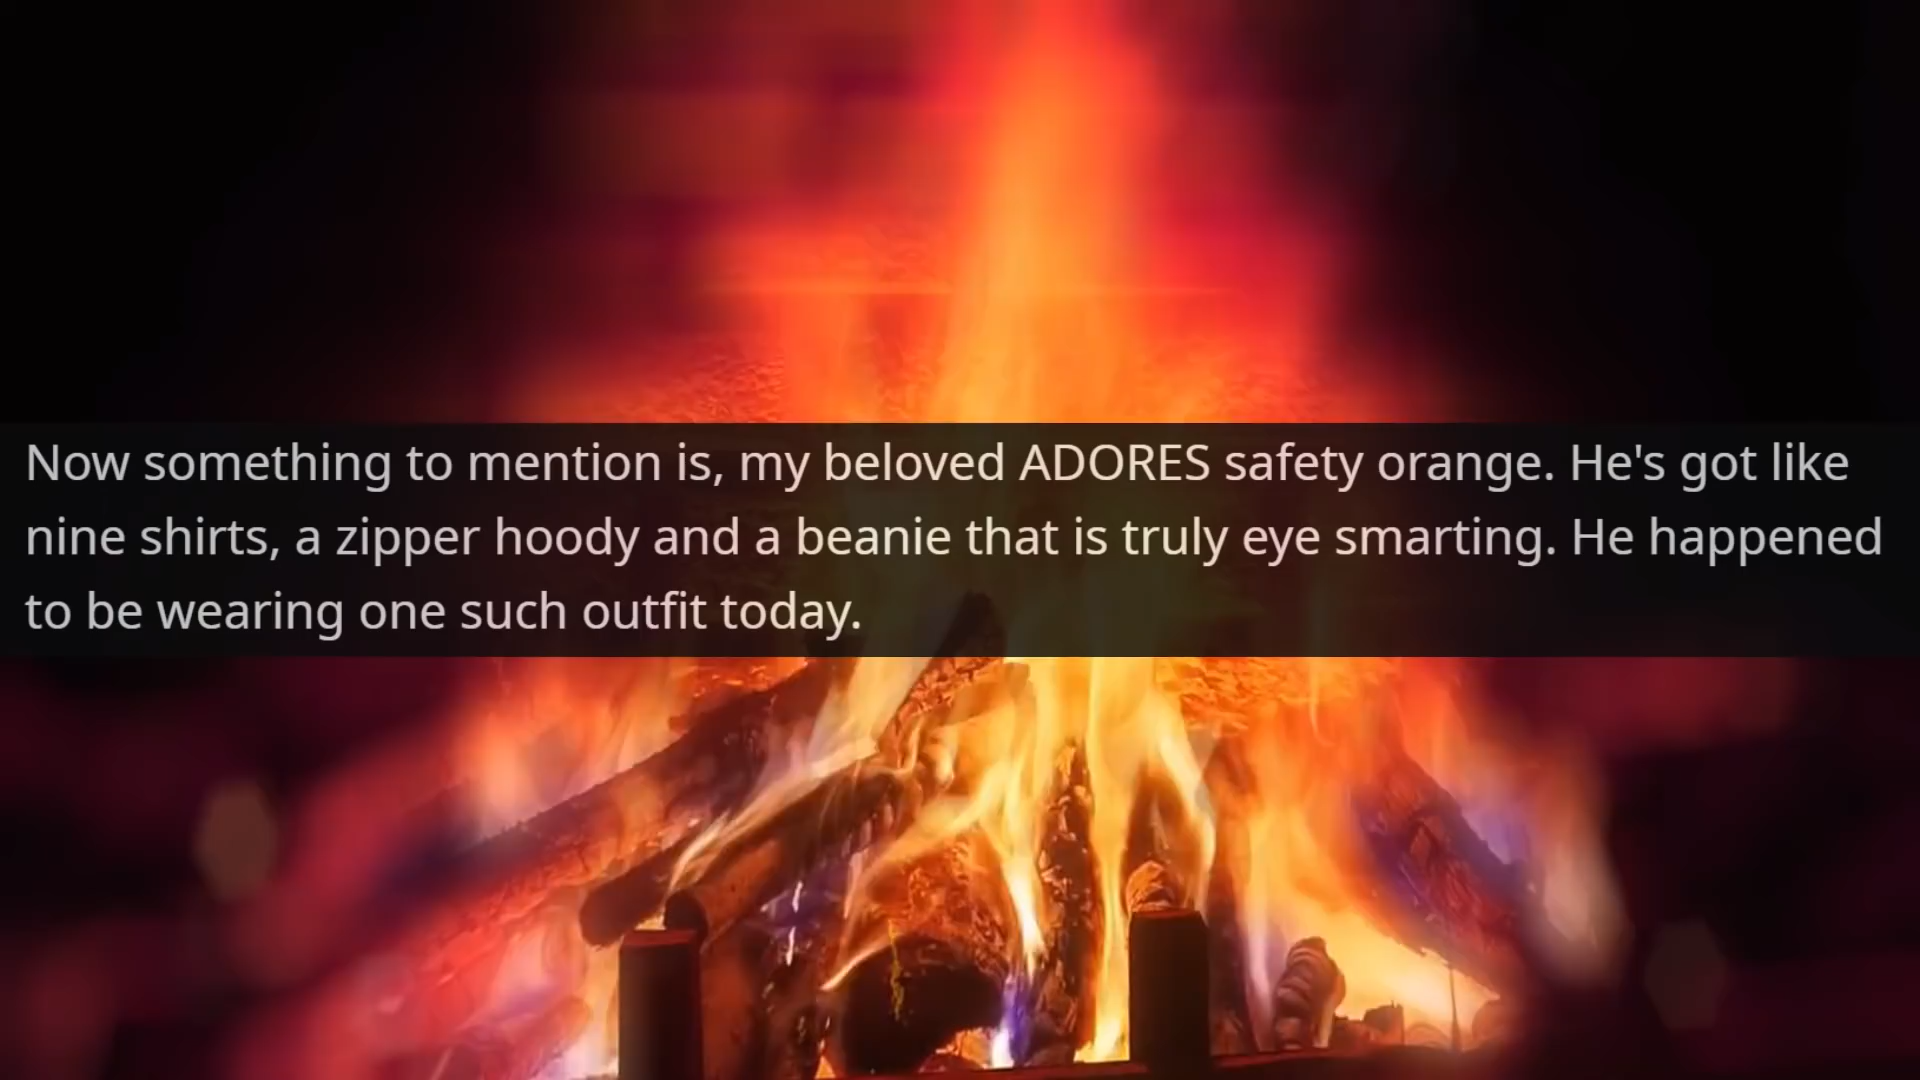 Now something to mention is, my beloved ADORES safety orange. He's got like
nine shirts, a zipper hoody and a beanie that is truly eye smarting. He happened
to be wearing one such outfit today.